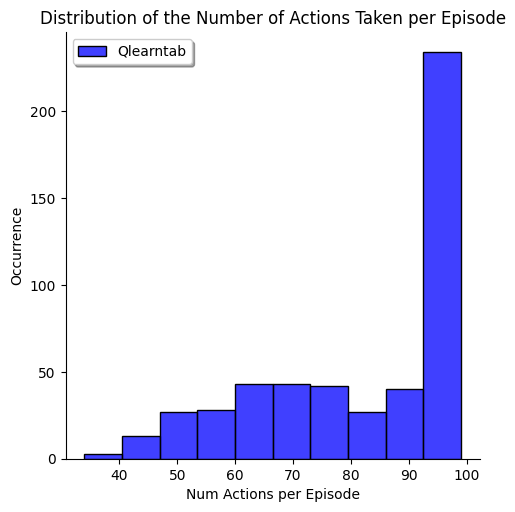 Distribution of the Number of Actions Taken per Episode
Qlearntab
Occurrence
200
150
100
50
0
40 50 60 70 80 90 100
Num Actions per Episode